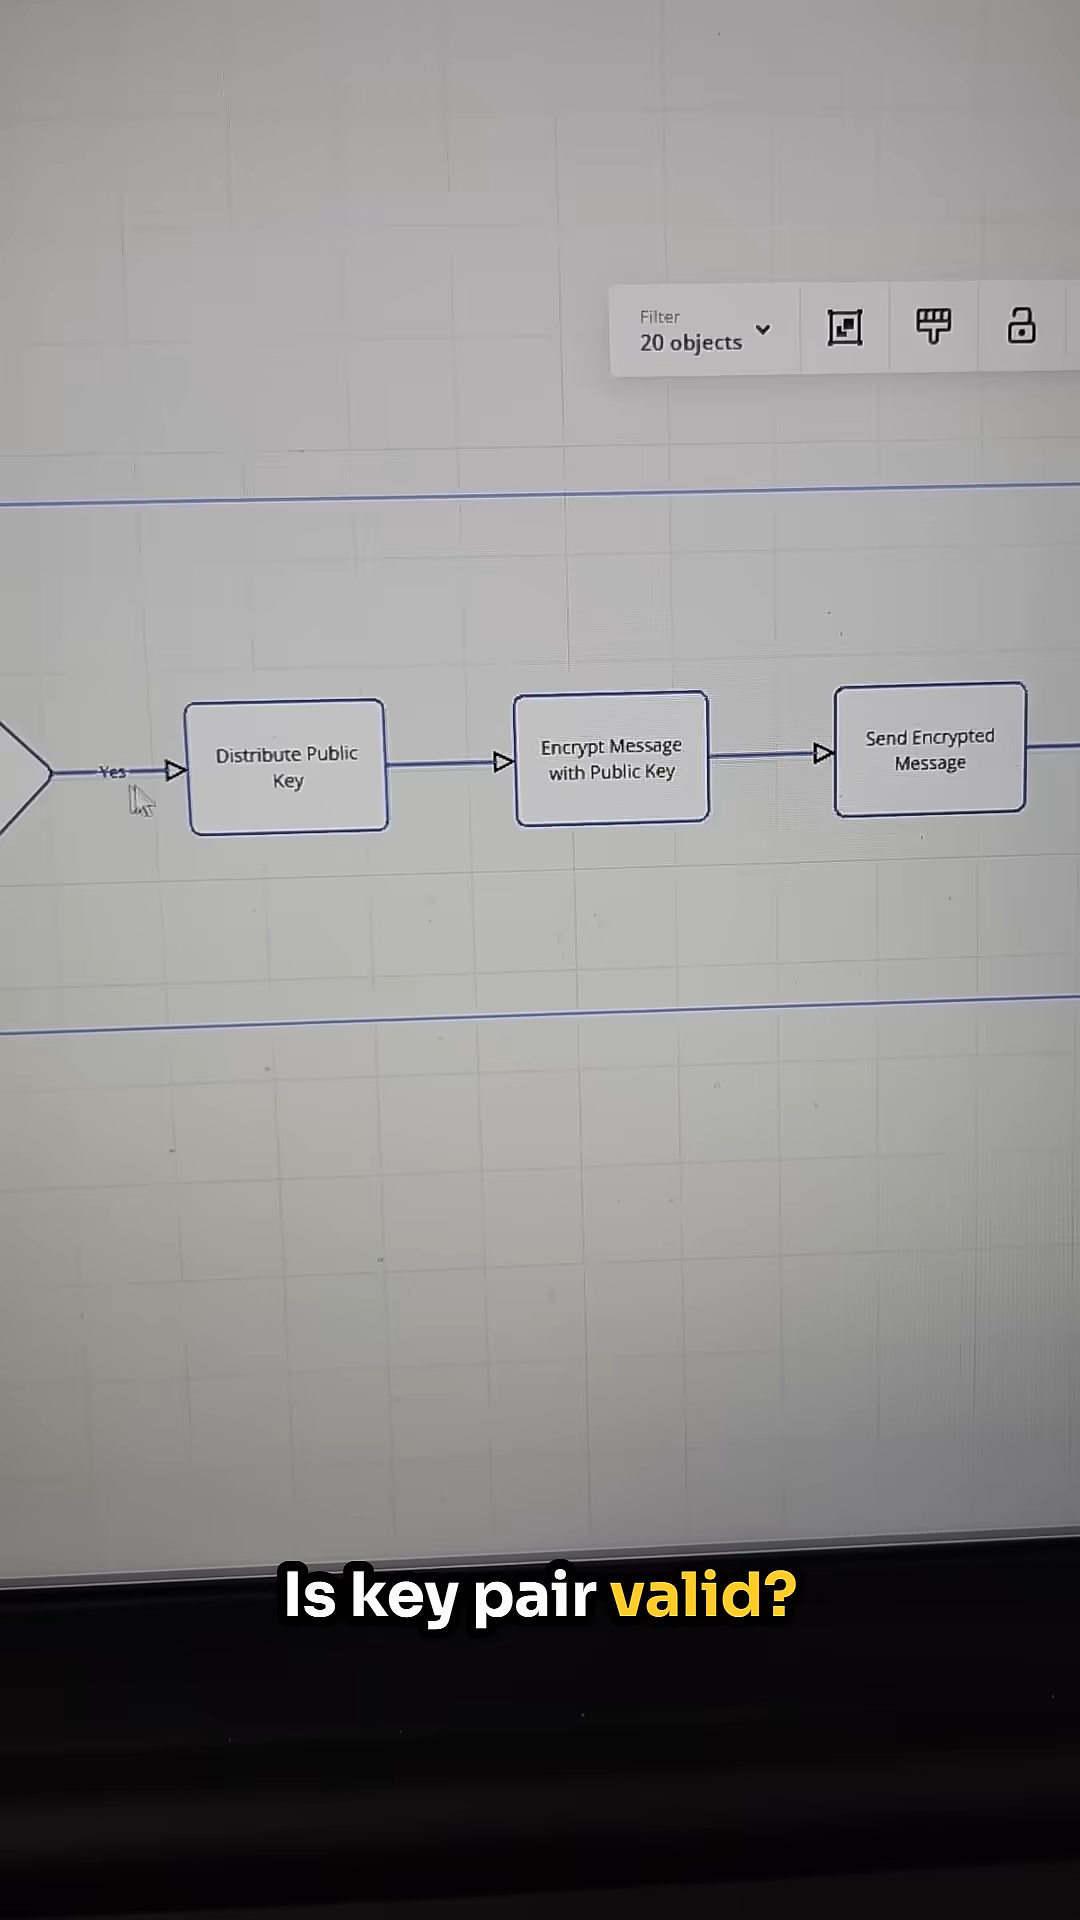 Filter
20 objects
Yes
Distribute Public
Key
Encrypt Message
with Public Key
Send Encrypted
Message
Is key pair valid?